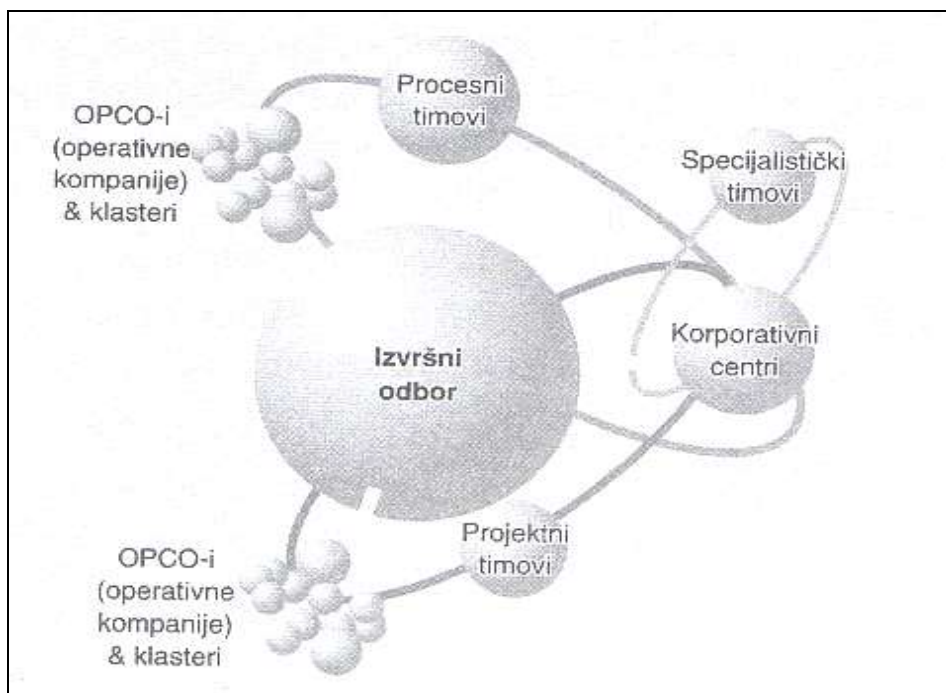 Procesni
timovi
OPCO-i
(operativne
kompanije)
& klasteri
Specijalistički
timovi
Korporativni
centri
Izvršni
odbor
Projektni
timovi
OPCO-i
(operativne
kompanije)
& klasteri